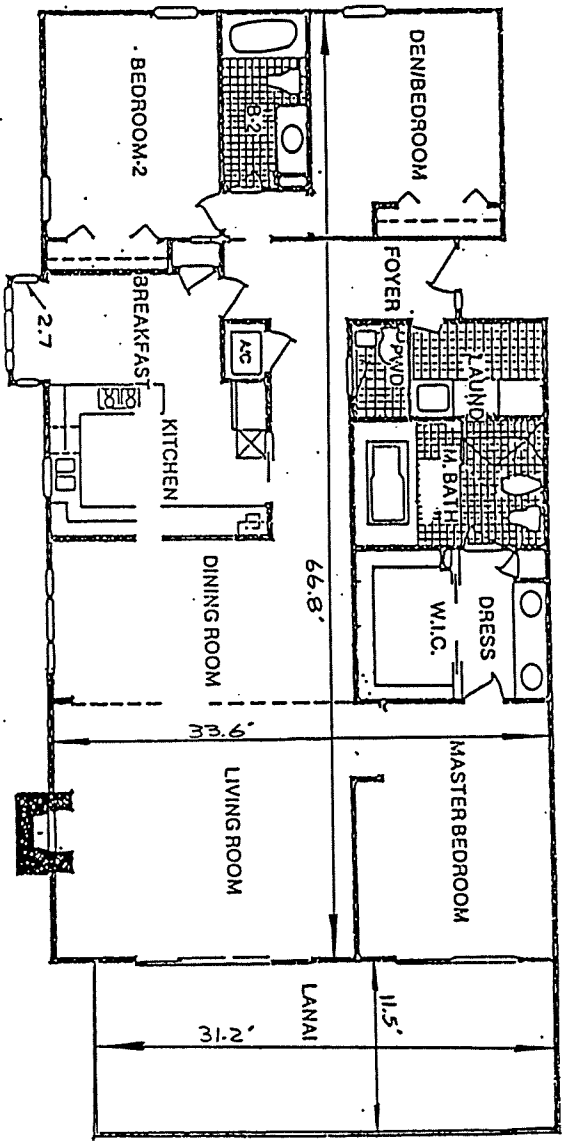 DEN/BEDROOM
B-2
BEDROOM-2
FOYER
BREAKFAST
2.7
A/C
PWD
LAUND
KITCHEN
M. BATH
66.8'
DINING ROOM
W.I.C.
DRESS
33.6'
LIVING ROOM
MASTER BEDROOM
LANAI
11.5'
31.2'